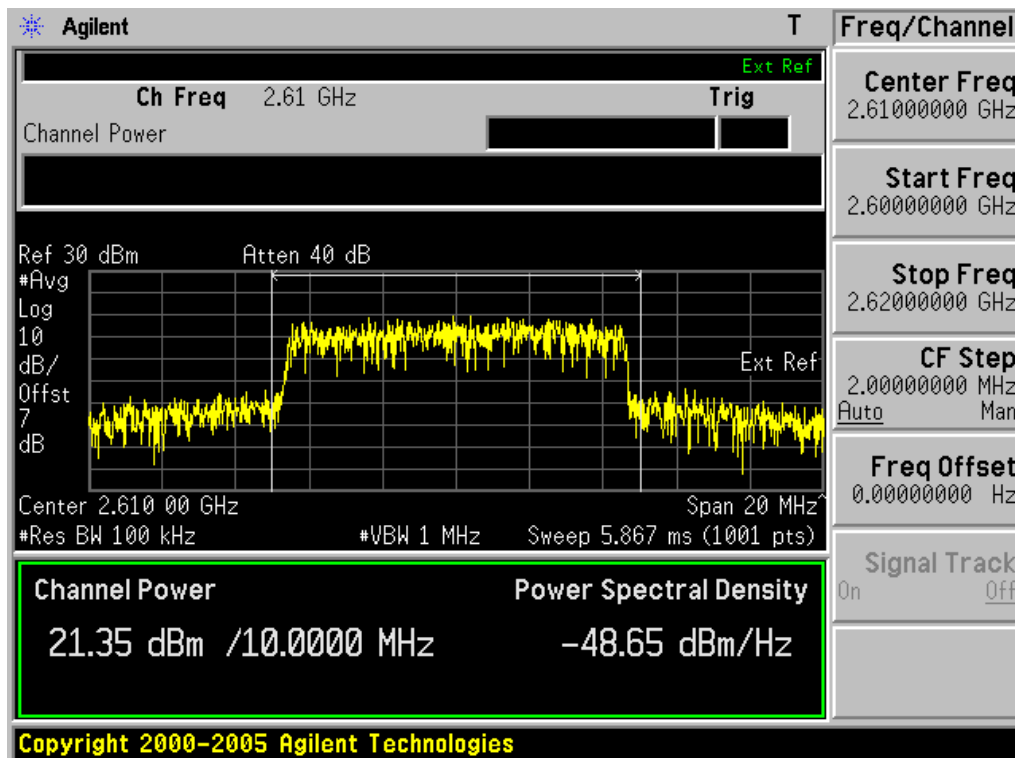 Agilent T Freq/Channel
Ext Ref
Ch Freq 2.61 GHz Trig
Channel Power
Center Freq
2.61000000 GHz
Start Freq
2.60000000 GHz
Stop Freq
2.62000000 GHz
CF Step
2.00000000 MHz
Auto Man
Freq Offset
0.00000000 Hz
Signal Track
On Off
Ref 30 dBm Atten 40 dB
#Avg
Log
10
dB/
Offst
7
dB
Ext Ref
Center 2.610 00 GHz Span 20 MHz^
#Res BW 100 kHz #VBW 1 MHz Sweep 5.867 ms (1001 pts)
Channel Power Power Spectral Density
21.35 dBm /10.0000 MHz -48.65 dBm/Hz
Copyright 2000-2005 Agilent Technologies